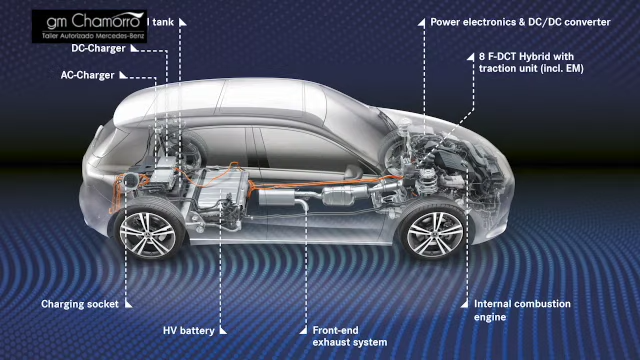 gm Chamorro
Taller Autorizado Mercedes-Benz
tank
DC-Charger
AC-Charger
Power electronics & DC/DC converter
8 F-DCT Hybrid with
traction unit (incl. EM)
Charging socket
HV battery
Front-end
exhaust system
Internal combustion
engine